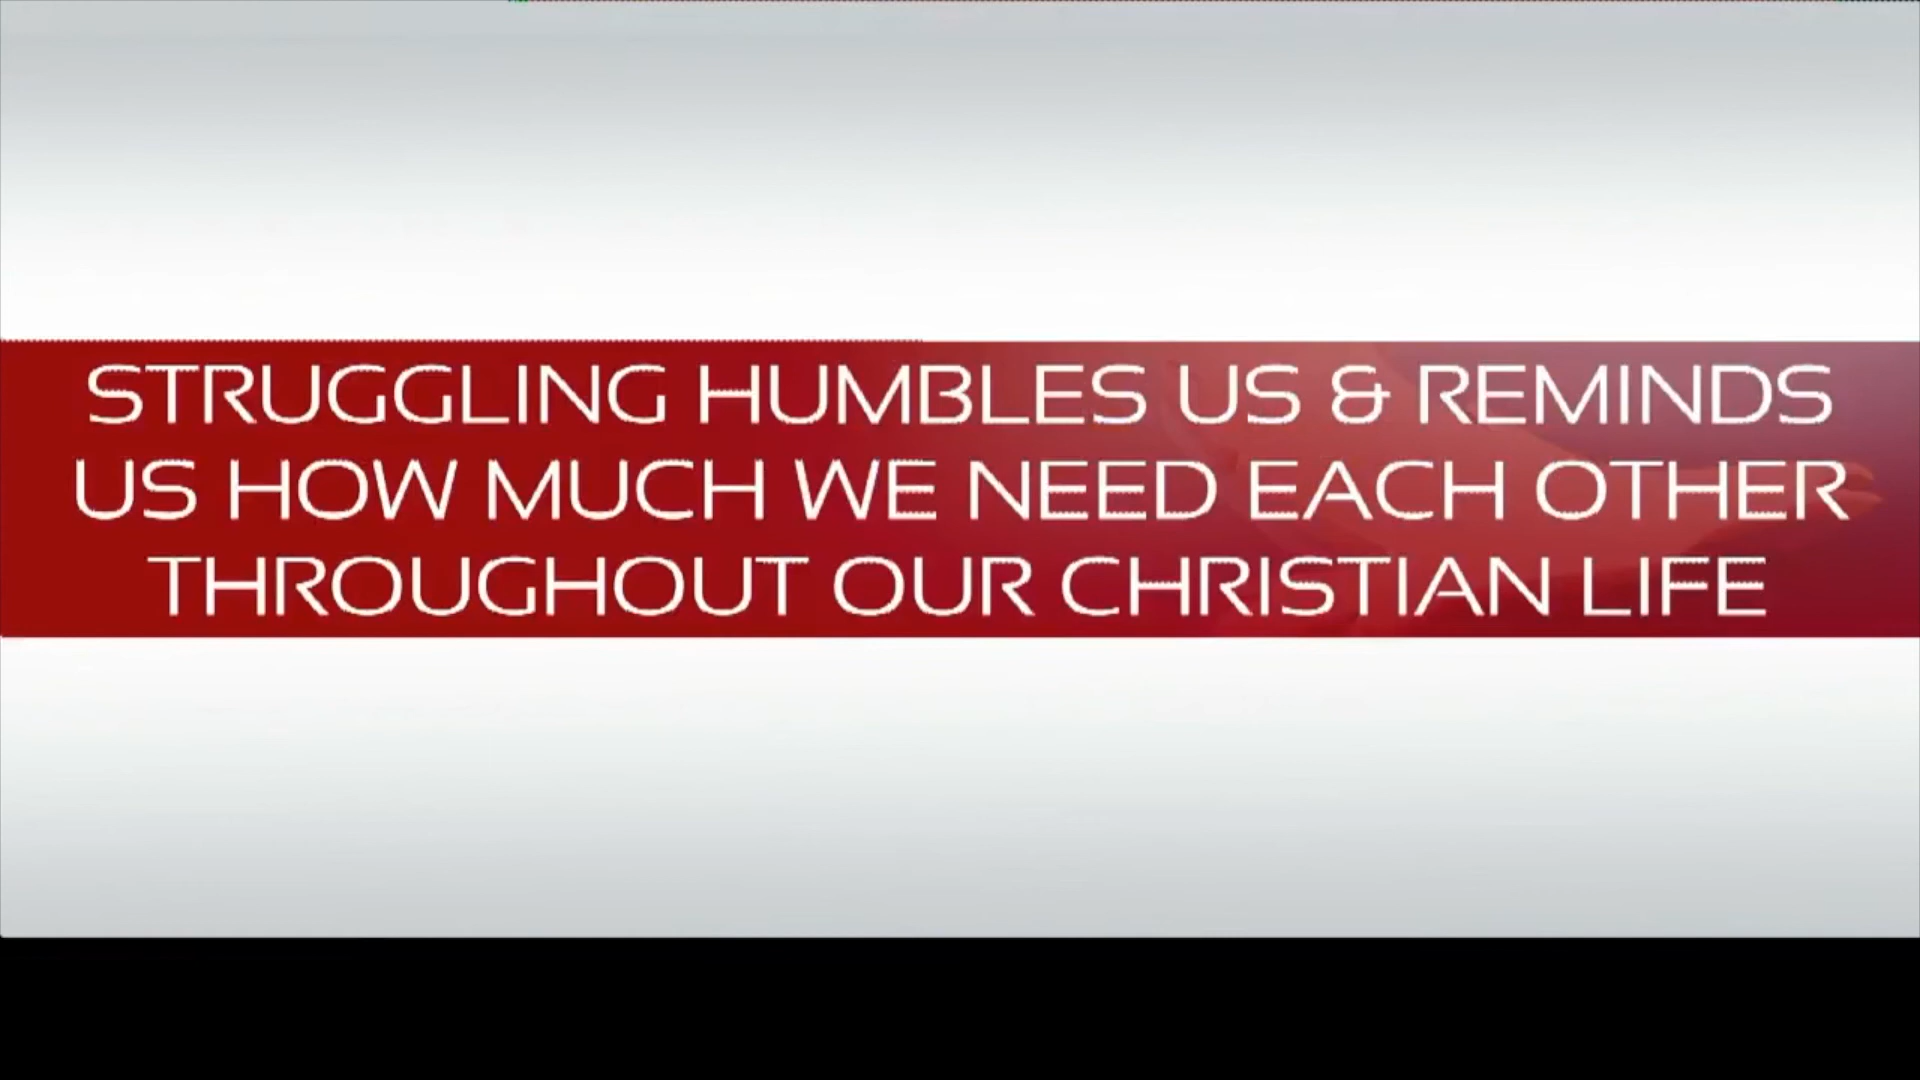 STRUGGLING HUMBLES US & REMINDS
US HOW MUCH WE NEED EACH OTHER
THROUGHOUT OUR CHRISTIAN LIFE